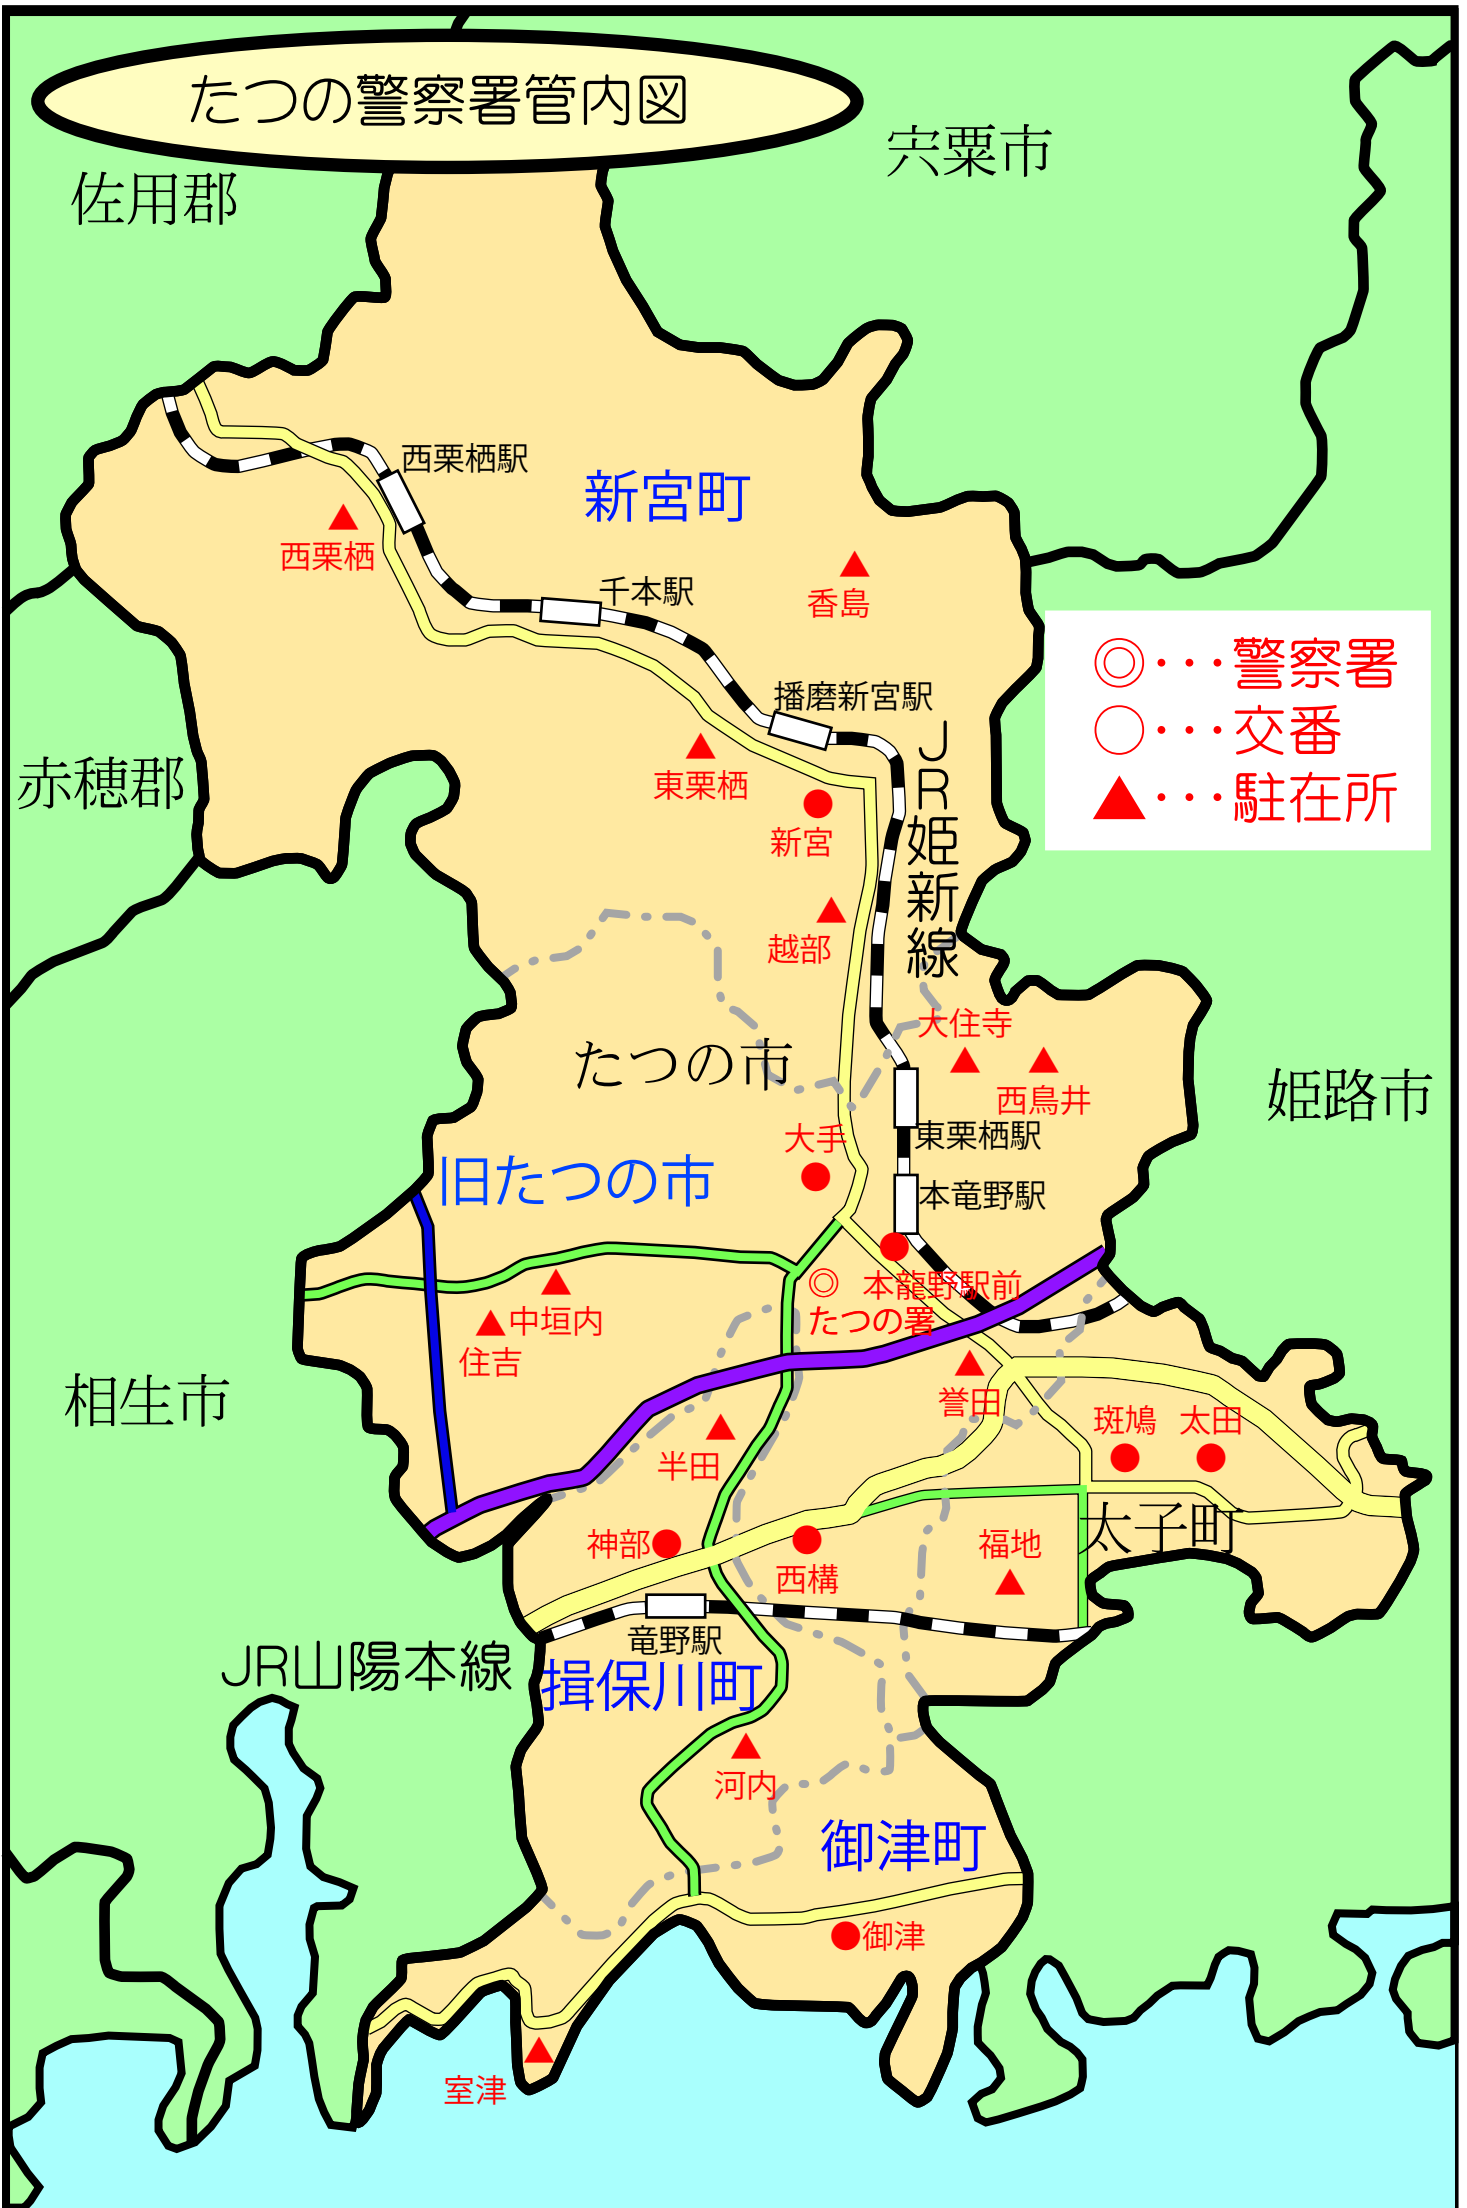 たつの警察署管内図
宍粟市
佐用郡
西栗栖駅
新宮町
西栗栖
千本駅
香島
◎・・・警察署
○・・・交番
▲・・・駐在所
播磨新宮駅
JR姫新線
東栗栖
赤穂郡
新宮
越部
大住寺
たつの市
西鳥井
姫路市
大手
東栗栖駅
旧たつの市
本竜野駅
◎ 本龍野駅前
たつの署
中垣内
住吉
相生市
誉田
斑鳩
太田
半田
太子町
神部
福地
西構
竜野駅
JR山陽本線
揖保川町
河内
御津町
御津
室津